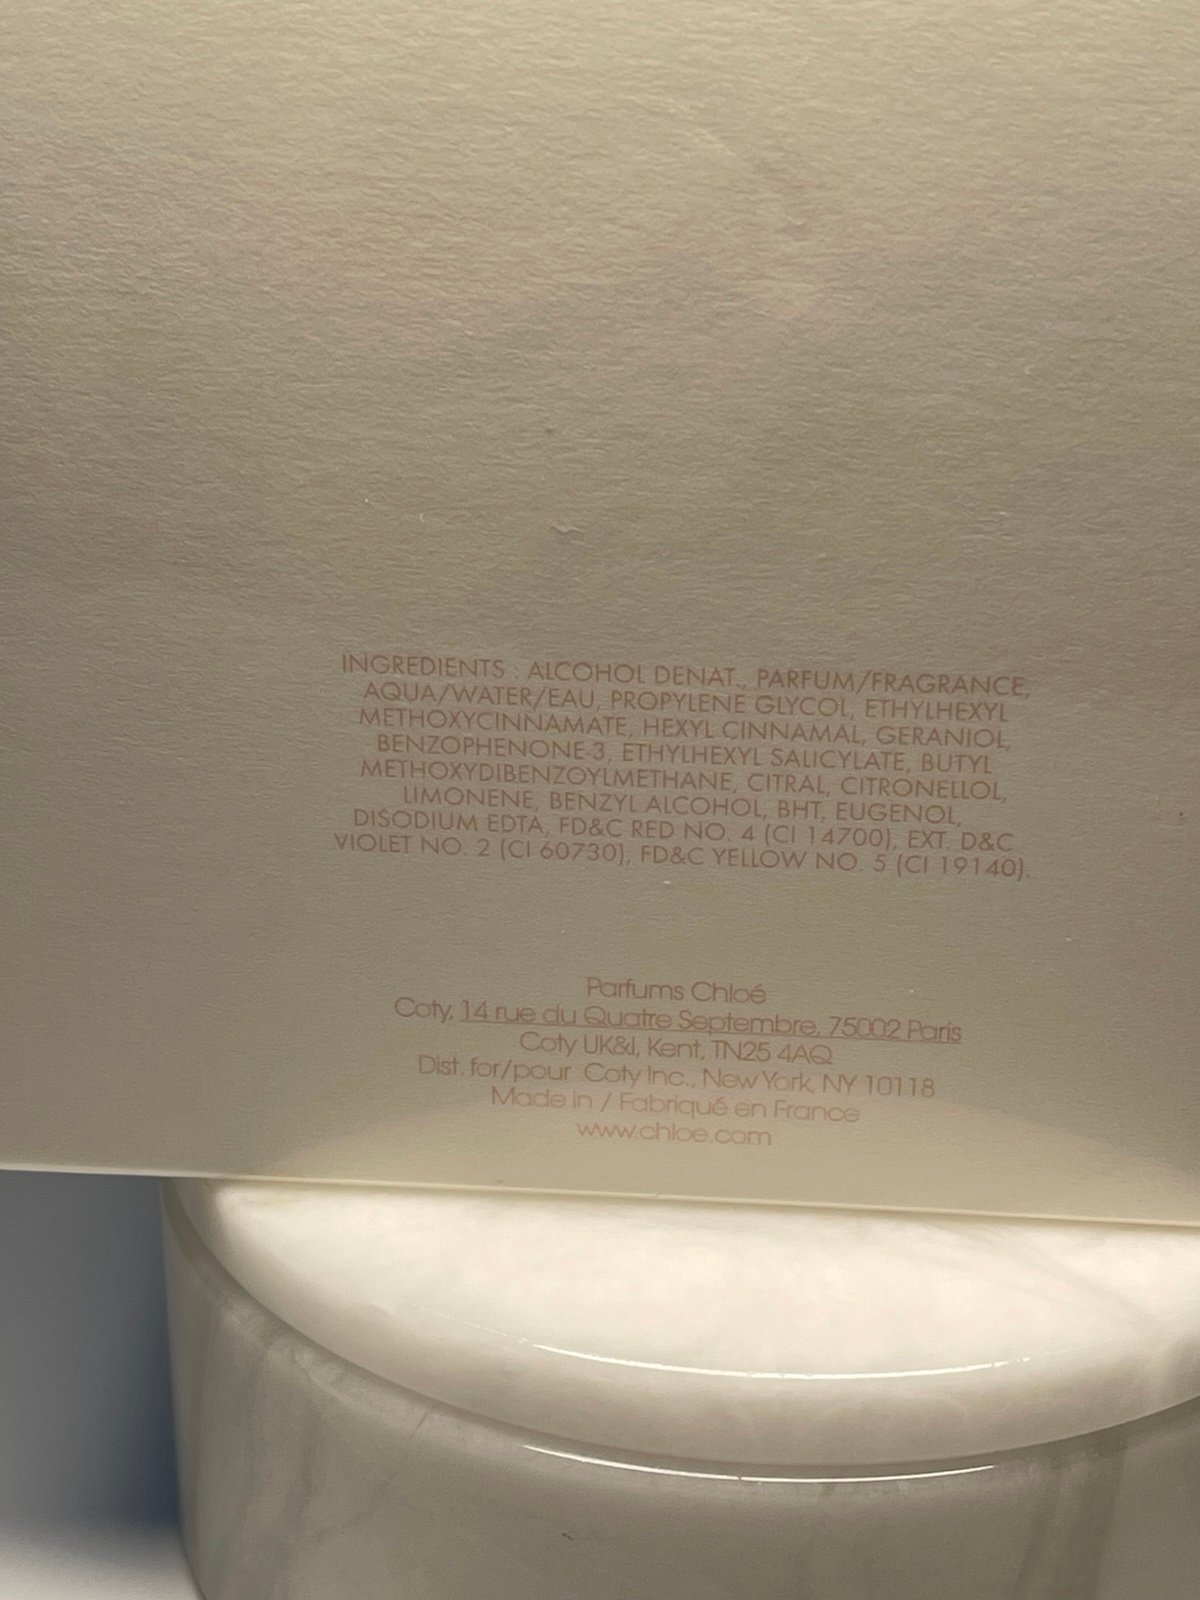 INGREDIENTS : ALCOHOL DENAT., PARFUM/FRAGRANCE,
AQUA/WATER/EAU, PROPYLENE GLYCOL, ETHYLHEXYL
METHOXYCINNAMATE, HEXYL CINNAMAL, GERANIOL,
BENZOPHENONE-3, ETHYLHEXYL SALICYLATE, BUTYL
METHOXYDIBENZOYLMETHANE, CITRAL, CITRONELLOL,
LIMONENE, BENZYL ALCOHOL, BHT, EUGENOL,
DISODIUM EDTA, FD&C RED NO. 4 (CI 14700), EXT. D&C
VIOLET NO. 2 (CI 60730), FD&C YELLOW NO. 5 (CI 19140).
Parfums Chloé
Coty, 14 rue du Quatre Septembre, 75002 Paris
Coty UK&I, Kent, TN25 4AQ
Dist. for/pour Coty Inc., New York, NY 10118
Made in / Fabriqué en France
www.chloe.com